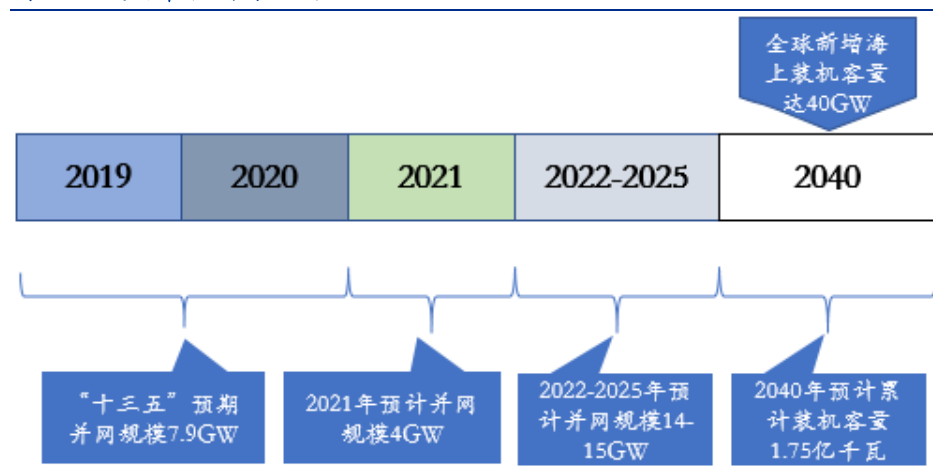 全球新增海
上装机容量
达40GW
2019
2020
2021
2022-2025
2040
“十三五”预期
并网规模7.9GW
2021年预计并网
规模4GW
2022-2025年预
计并网规模14-
15GW
2040年预计累
计装机容量
1.75亿千瓦